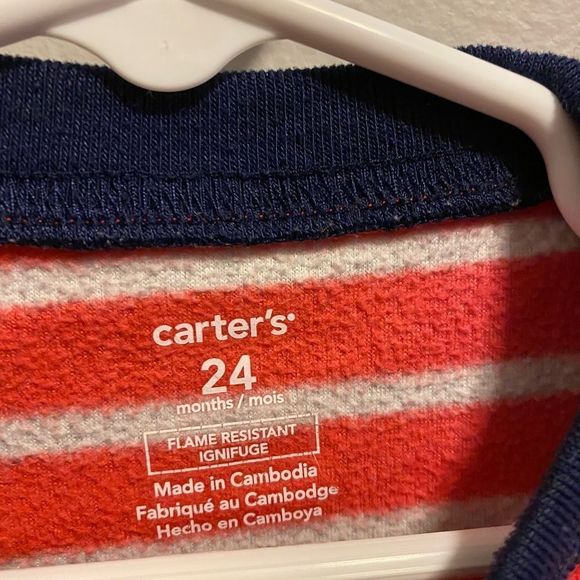 carter's
24
months / mois
FLAME RESISTANT
IGNIFUGE
Made in Cambodia
Fabriqué au Cambodge
Hecho en Camboya